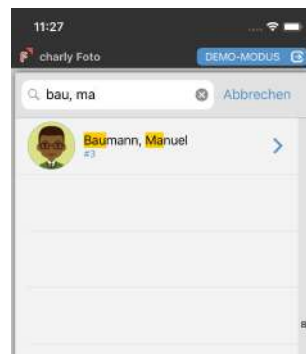 11:27
charly Foto
DEMO-MODUS
bau, ma
Abbrechen
Baumann, Manuel
#3